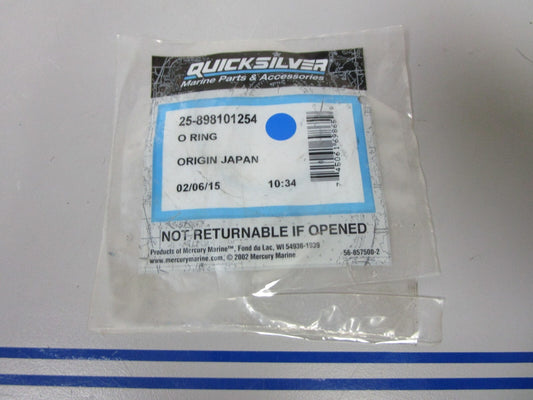 QUICKSILVER
Marine Parts & Accessories
25-898101254
O RING
ORIGIN JAPAN
02/06/15 10:34
NOT RETURNABLE IF OPENED
Products of Mercury Marine™, Fond du Lac, WI 54936-1939
www.mercurymarine.com, © 2002 Mercury Marine
56-857508-2